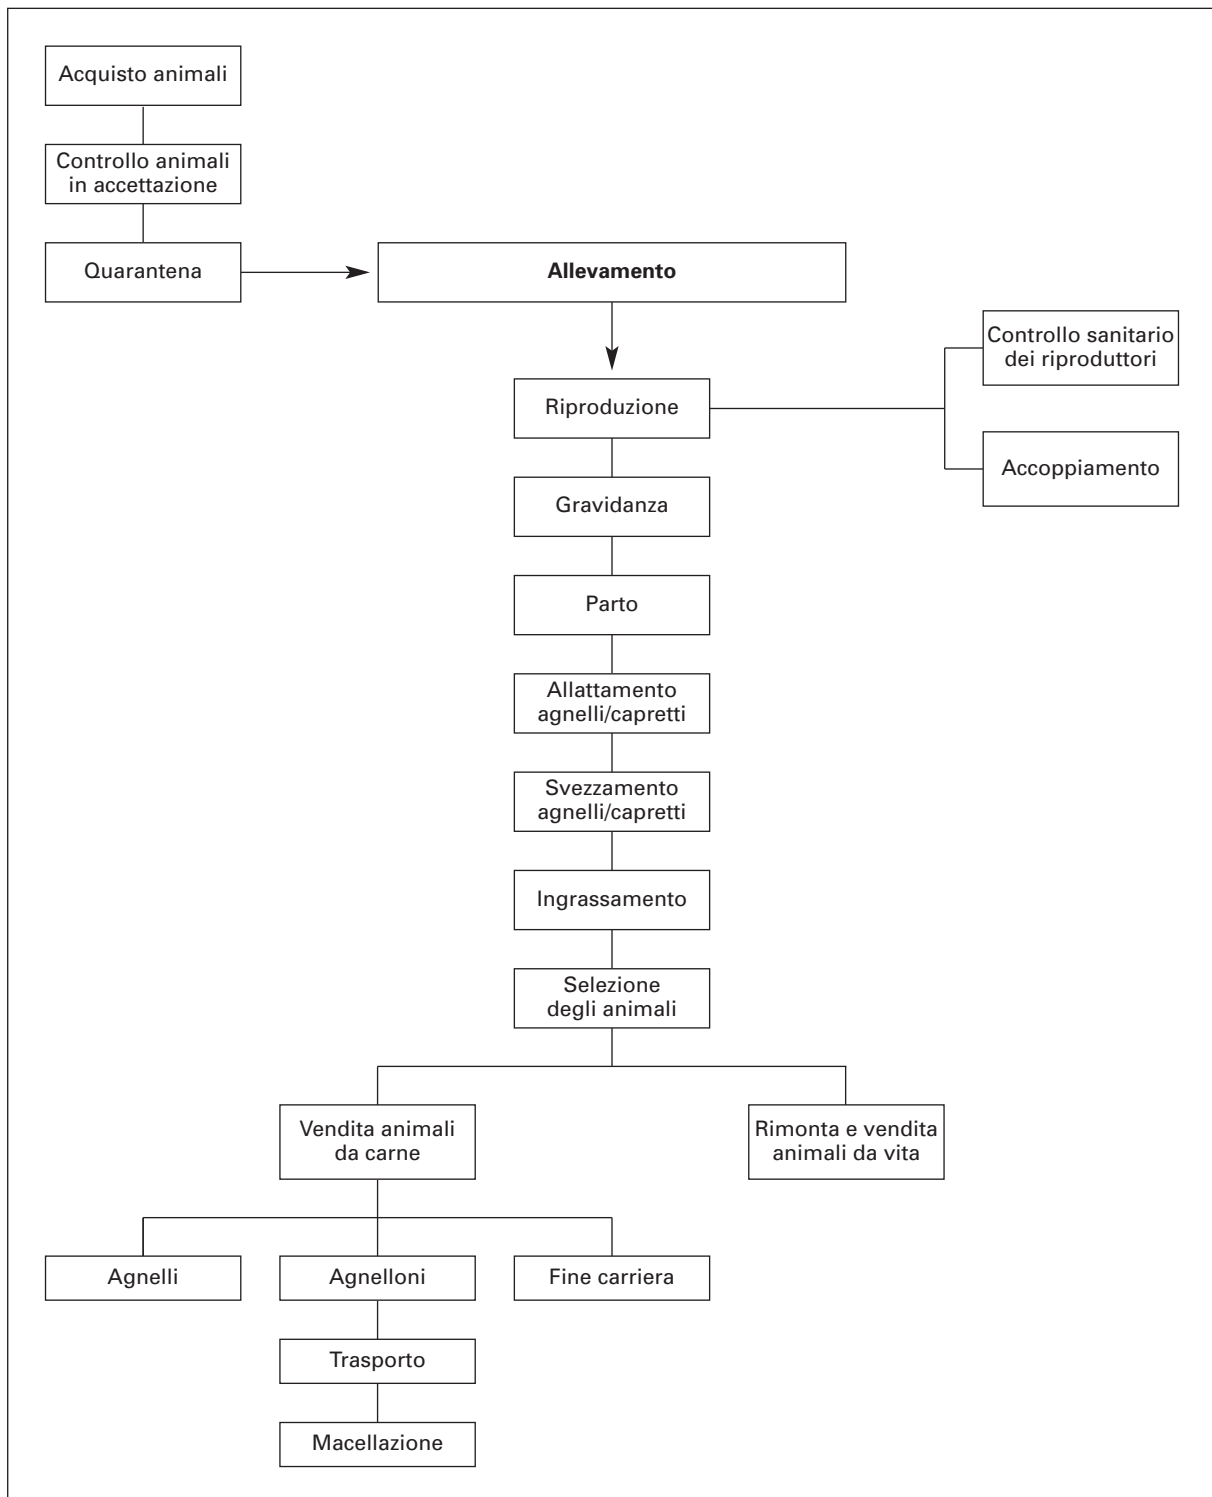 Acquisto animali
Controllo animali
in accettazione
Quarantena
Allevamento
Controllo sanitario
dei riproduttori
Riproduzione
Accoppiamento
Gravidanza
Parto
Allattamento
agnelli/capretti
Svezzamento
agnelli/capretti
Ingrassamento
Selezione
degli animali
Vendita animali
da carne
Rimonta e vendita
animali da vita
Agnelli
Agnelloni
Fine carriera
Trasporto
Macellazione